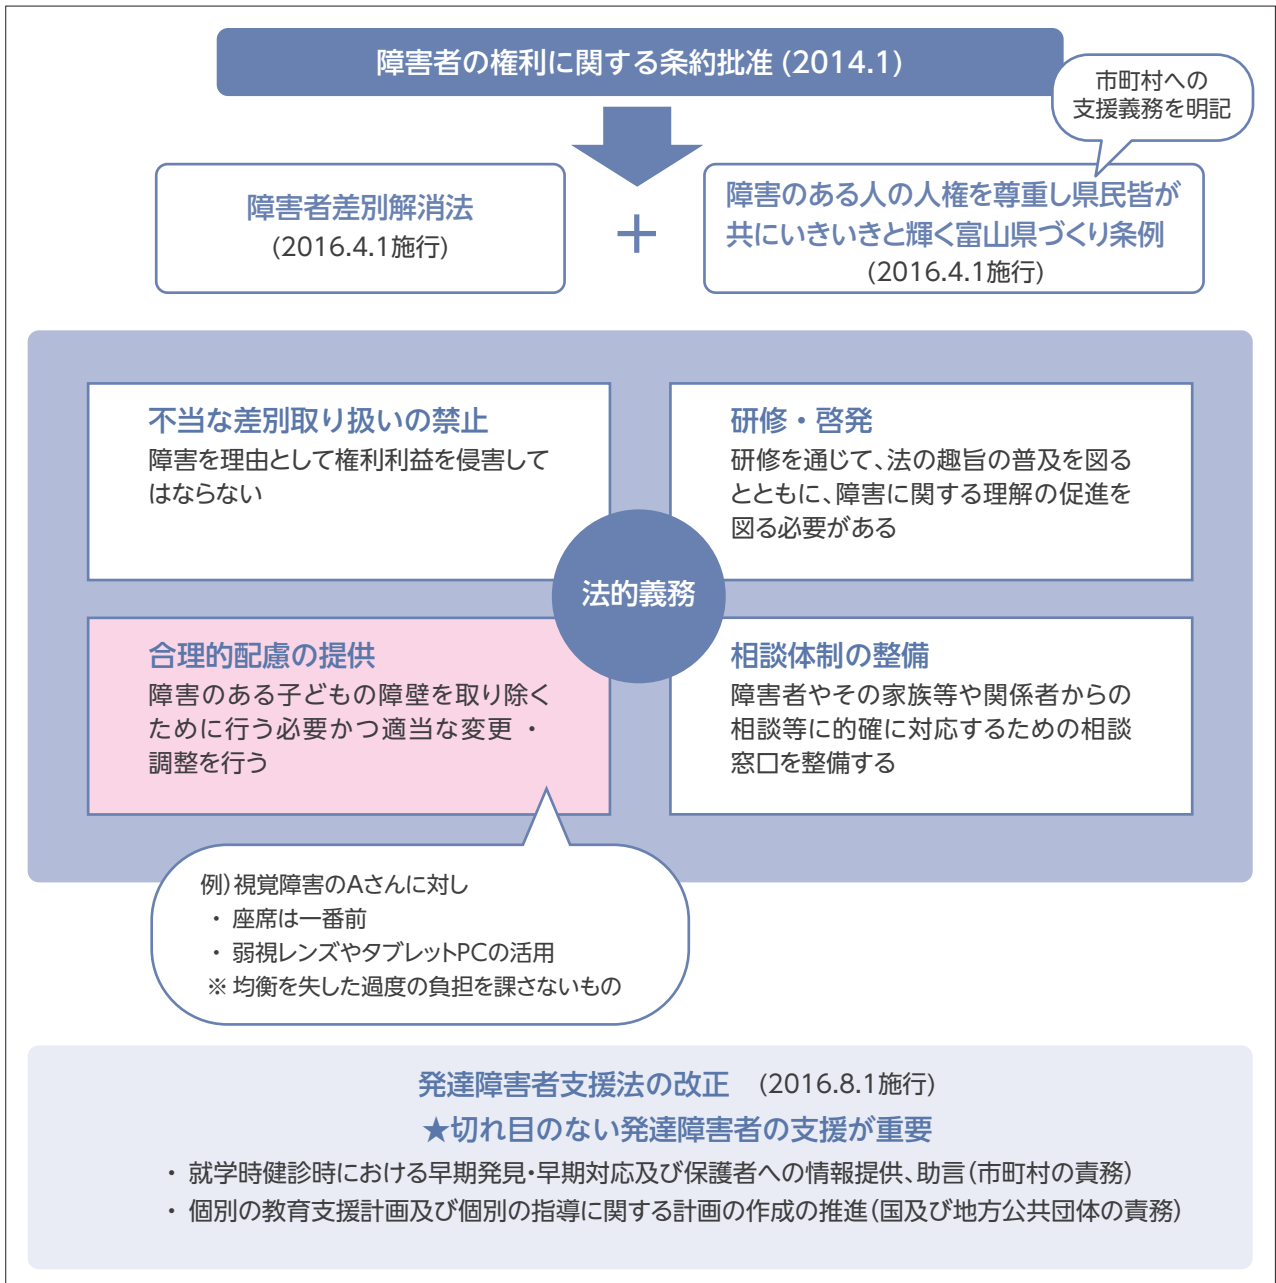 障害者の権利に関する条約批准 (2014.1)
市町村への
支援義務を明記
障害者差別解消法
(2016.4.1施行)
＋
障害のある人の人権を尊重し県民皆が
共にいきいきと輝く富山県づくり条例
(2016.4.1施行)
不当な差別取り扱いの禁止
障害を理由として権利利益を侵害して
はならない
研修・啓発
研修を通じて、法の趣旨の普及を図る
とともに、障害に関する理解の促進を
図る必要がある
法的義務
合理的配慮の提供
障害のある子どもの障壁を取り除く
ために行う必要かつ適当な変更 ・
調整を行う
相談体制の整備
障害者やその家族等や関係者からの
相談等に的確に対応するための相談
窓口を整備する
例）視覚障害のAさんに対し
・ 座席は一番前
・ 弱視レンズやタブレットPCの活用
※ 均衡を失した過度の負担を課さないもの
発達障害者支援法の改正 (2016.8.1施行)
★切れ目のない発達障害者の支援が重要
・ 就学時健診時における早期発見・早期対応及び保護者への情報提供、助言（市町村の責務）
・ 個別の教育支援計画及び個別の指導に関する計画の作成の推進（国及び地方公共団体の責務）